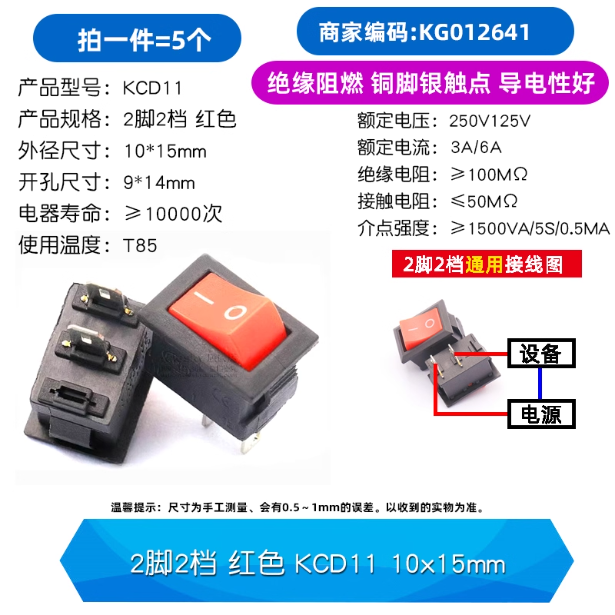 拍一件=5个
商家编码:KG012641
绝缘阻燃 铜脚银触点 导电性好
产品型号: KCD11
产品规格: 2脚2档 红色
外径尺寸: 10*15mm
开孔尺寸: 9*14mm
电器寿命: ≥10000次
使用温度: T85
额定电压: 250V125V
额定电流: 3A/6A
绝缘电阻: ≥100MΩ
接触电阻: ≤50MΩ
介点强度: ≥1500VA/5S/0.5MA
2脚2档通用接线图
设备
电源
温馨提示: 尺寸为手工测量、会有0.5~1mm的误差。以收到的实物为准。
2脚2档 红色 KCD11 10x15mm